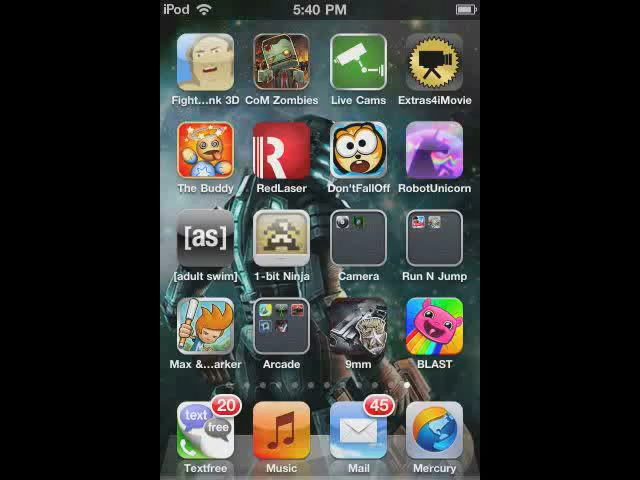 iPod 5:40 PM
Fight...nk 3D CoM Zombies Live Cams Extras4iMovie
The Buddy RedLaser Don'tFallOff RobotUnicorn
[as]
[adult swim] 1-bit Ninja Camera Run N Jump
Max &...arker Arcade 9mm BLAST
20 45
text
free
Textfree Music Mail Mercury